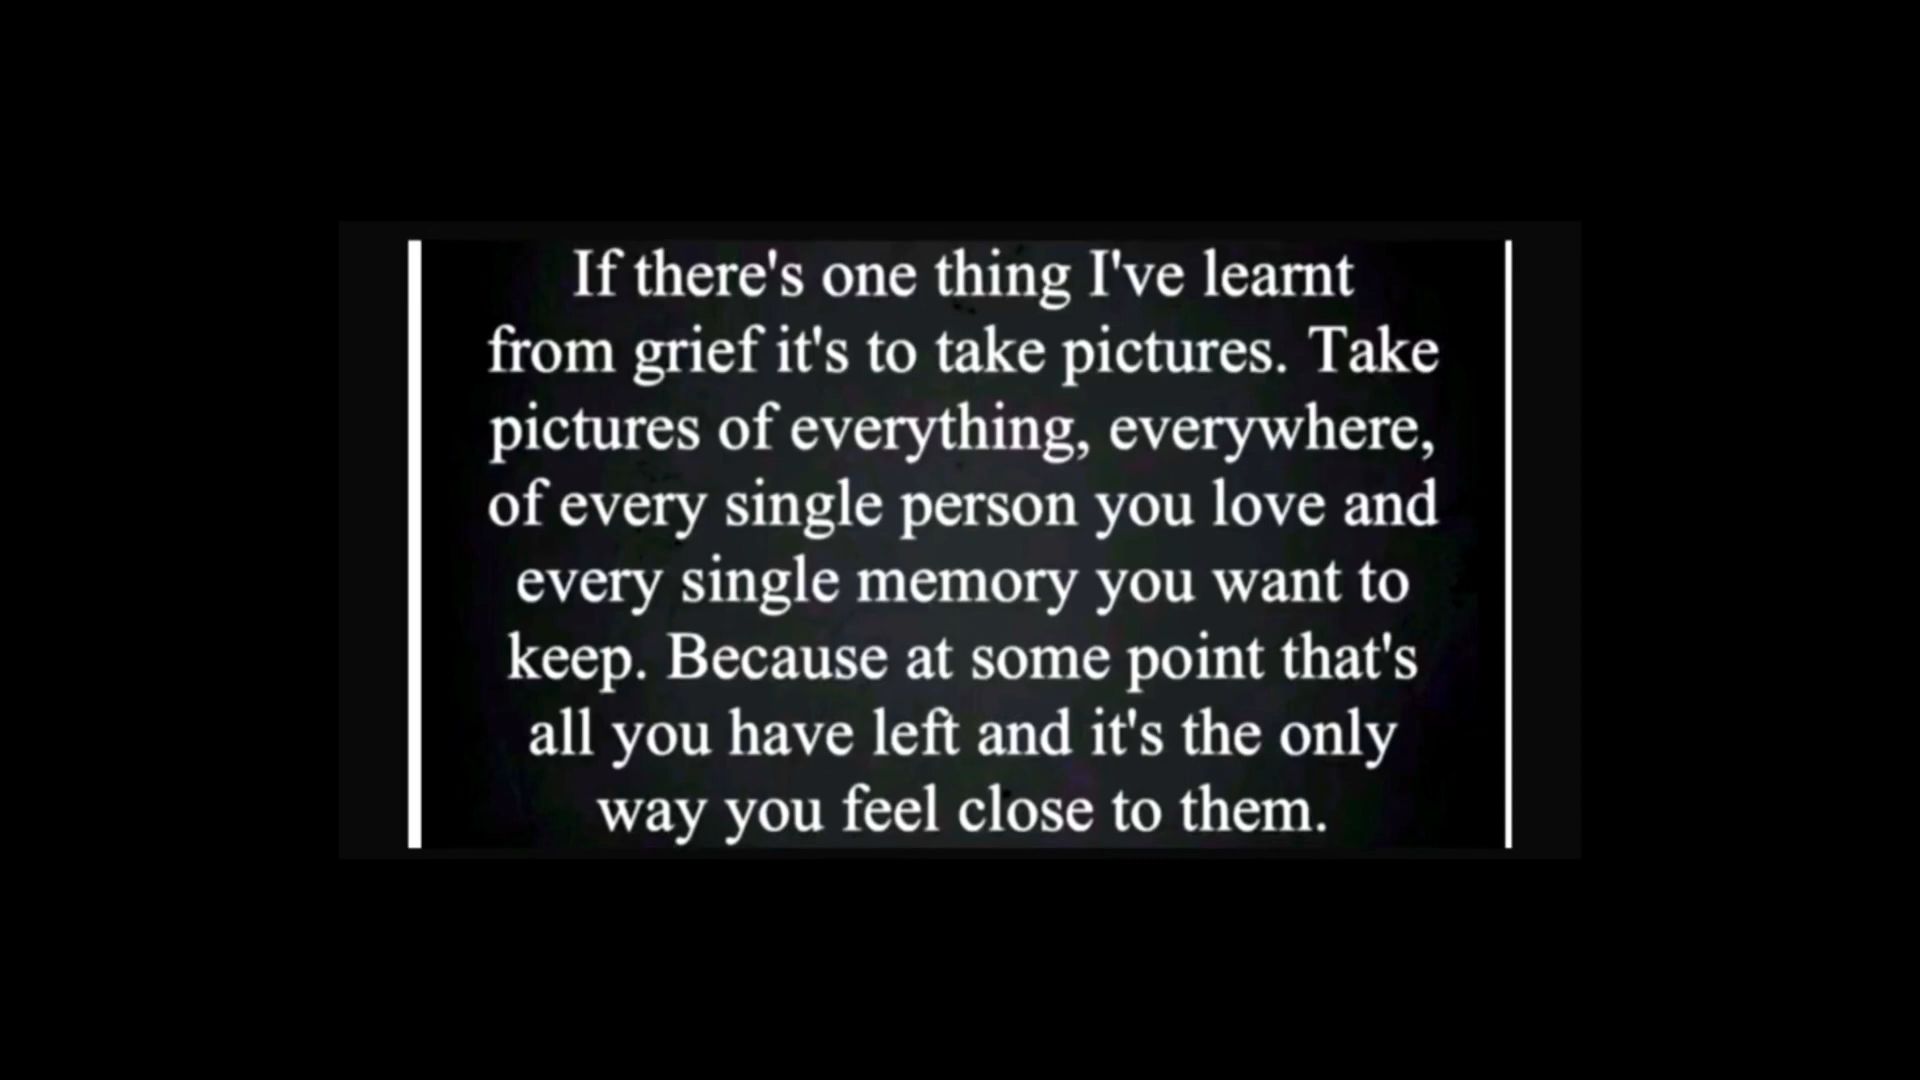 If there's one thing I've learnt
from grief it's to take pictures. Take
pictures of everything, everywhere,
of every single person you love and
every single memory you want to
keep. Because at some point that's
all you have left and it's the only
way you feel close to them.